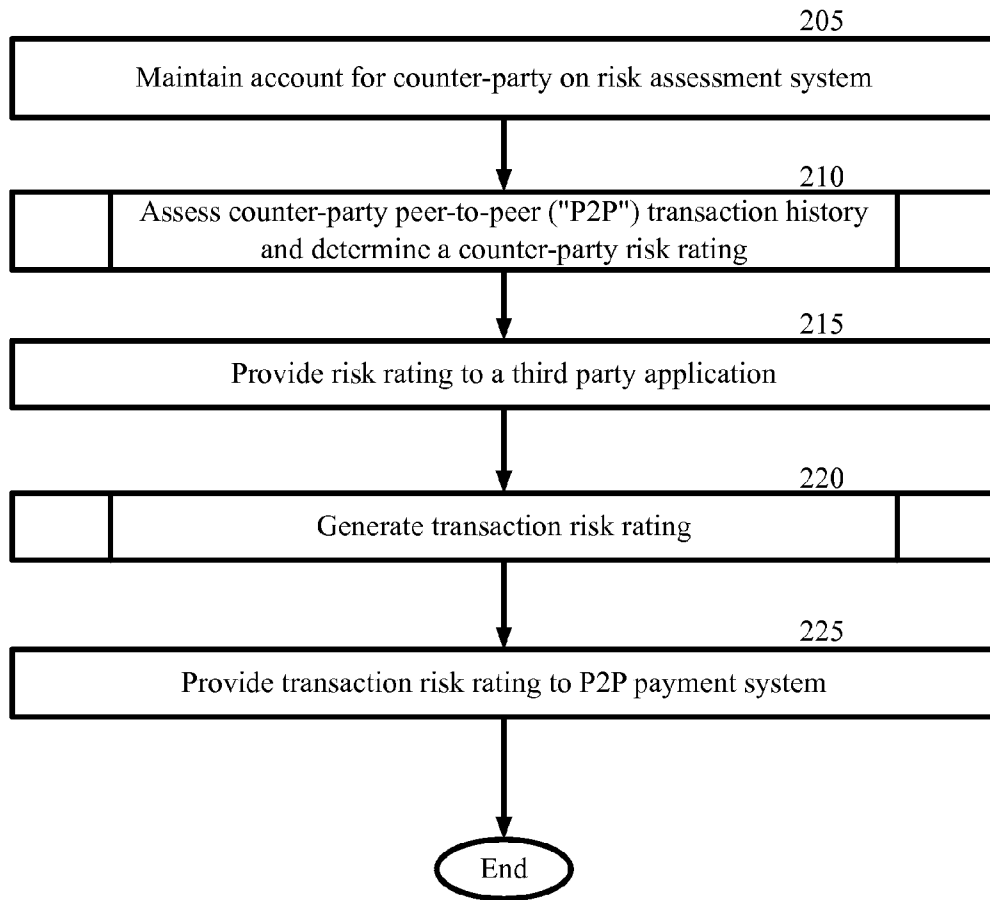 205
Maintain account for counter-party on risk assessment system
210
Assess counter-party peer-to-peer ("P2P") transaction history
and determine a counter-party risk rating
215
Provide risk rating to a third party application
220
Generate transaction risk rating
225
Provide transaction risk rating to P2P payment system
End